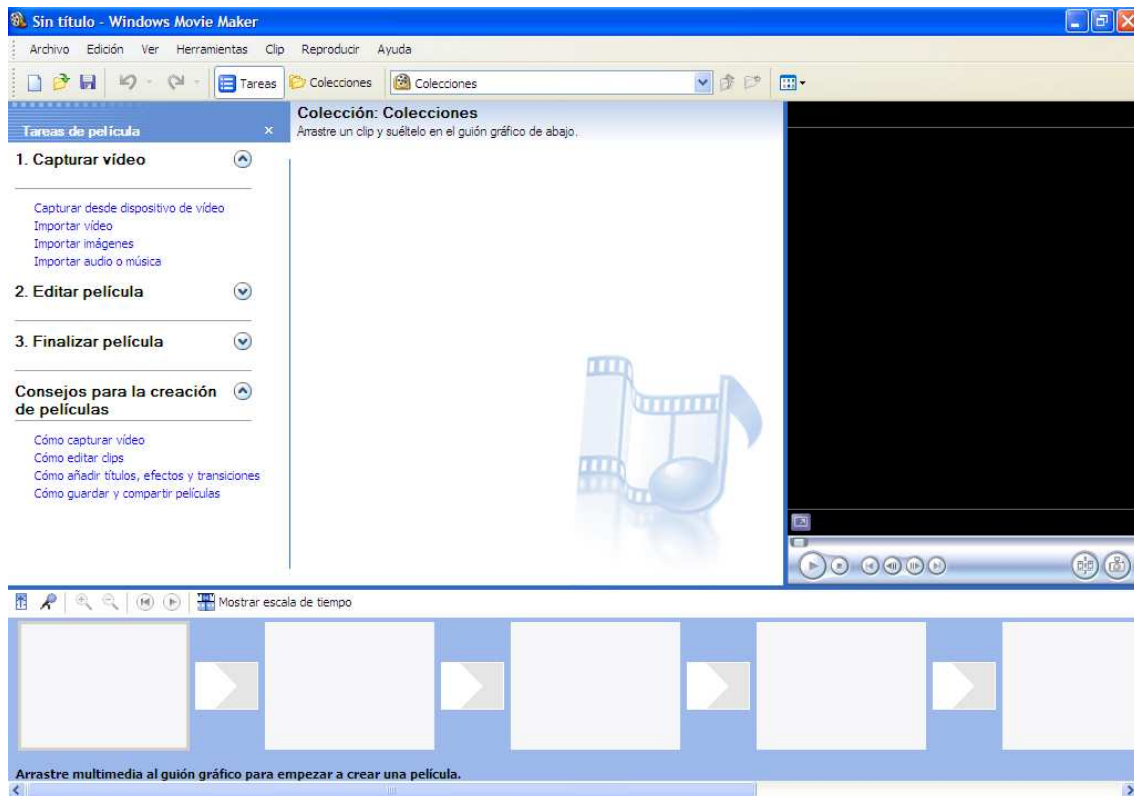 Sin título - Windows Movie Maker
Archivo Edición Ver Herramientas Clip Reproducir Ayuda
Tareas Colecciones Colecciones
Tareas de película
Colección: Colecciones
Arrastre un clip y suéltelo en el guión gráfico de abajo.
1. Capturar vídeo
Capturar desde dispositivo de vídeo
Importar vídeo
Importar imágenes
Importar audio o música
2. Editar película
3. Finalizar película
Consejos para la creación
de películas
Cómo capturar vídeo
Cómo editar clips
Cómo añadir títulos, efectos y transiciones
Cómo guardar y compartir películas
Mostrar escala de tiempo
Arrastre multimedia al guión gráfico para empezar a crear una película.